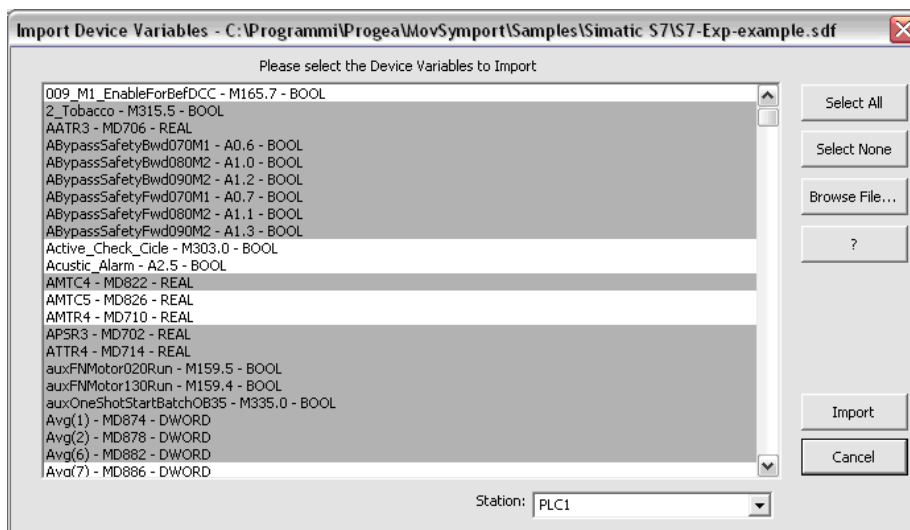 Import Device Variables - C:\Programmi\Progea\MovSymport\Samples\Simatic S7\S7-Exp-example.sdf
Please select the Device Variables to Import
009_M1_EnableForBefDCC - M165.7 - BOOL
2_Tobacco - M315.5 - BOOL
AATR3 - MD706 - REAL
ABypassSafetyBwd070M1 - A0.6 - BOOL
ABypassSafetyBwd080M2 - A1.0 - BOOL
ABypassSafetyBwd090M2 - A1.2 - BOOL
ABypassSafetyFwd070M1 - A0.7 - BOOL
ABypassSafetyFwd080M2 - A1.1 - BOOL
ABypassSafetyFwd090M2 - A1.3 - BOOL
Active_Check_Cicle - M303.0 - BOOL
Acustic_Alarm - A2.5 - BOOL
AMTC4 - MD822 - REAL
AMTC5 - MD826 - REAL
AMTR4 - MD710 - REAL
APSR3 - MD702 - REAL
ATTR4 - MD714 - REAL
auxFNMotor020Run - M159.5 - BOOL
auxFNMotor130Run - M159.4 - BOOL
auxOneShotStartBatchOB35 - M335.0 - BOOL
Avg(1) - MD874 - DWORD
Avg(2) - MD878 - DWORD
Avg(6) - MD882 - DWORD
Avg(7) - MD886 - DWORD
Select All
Select None
Browse File...
?
Import
Cancel
Station: PLC1